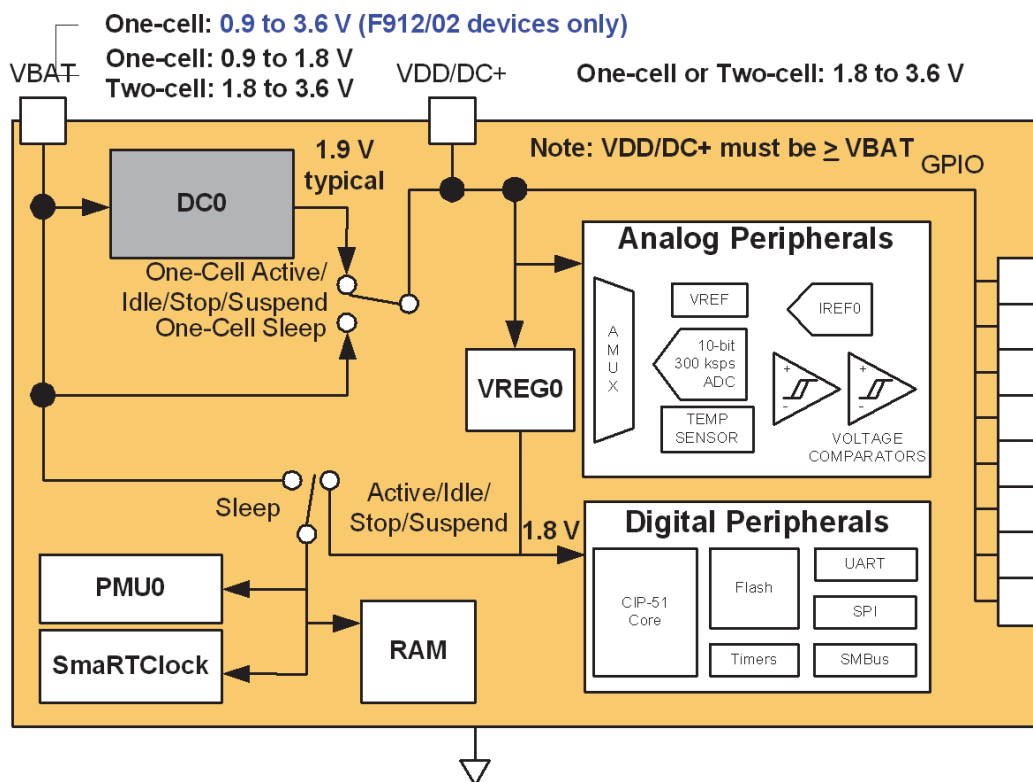 One-cell: 0.9 to 3.6 V (F912/02 devices only)
One-cell: 0.9 to 1.8 V
Two-cell: 1.8 to 3.6 V
VBAT
VDD/DC+
One-cell or Two-cell: 1.8 to 3.6 V
Note: VDD/DC+ must be ≥ VBAT
GPIO
1.9 V
typical
DC0
One-Cell Active/
Idle/Stop/Suspend
One-Cell Sleep
VREG0
Analog Peripherals
AMUX
VREF
IREF0
10-bit
300 ksps
ADC
TEMP
SENSOR
+
-
+
-
VOLTAGE
COMPARATORS
Sleep
Active/Idle/
Stop/Suspend
1.8 V
Digital Peripherals
CIP-51
Core
Flash
Timers
UART
SPI
SMBus
PMU0
SmaRTClock
RAM